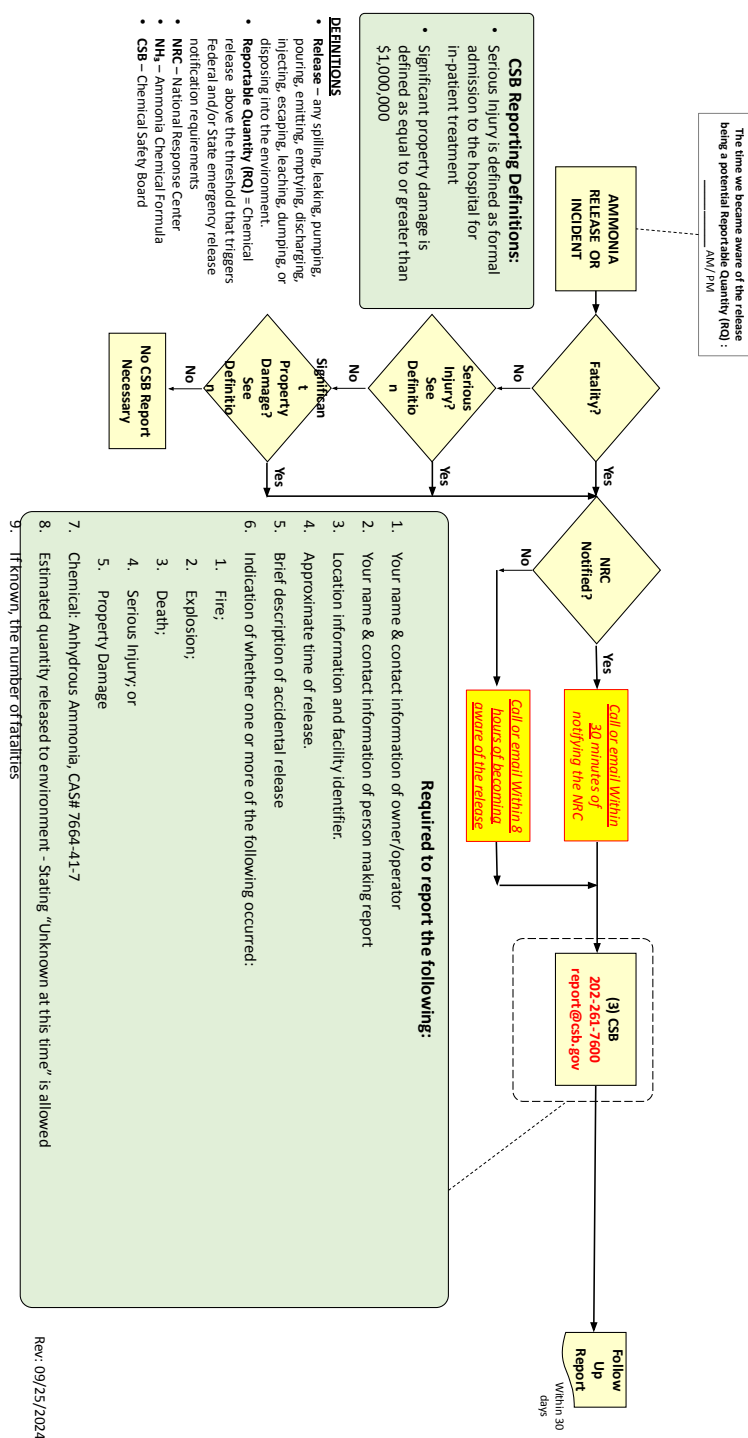 The time we became aware of the release
being a potential Reportable Quantity (RQ) :
____________ AM/ PM
AMMONIA
RELEASE OR
INCIDENT
Fatality?
Yes
No
Serious
Injury?
See
Definitio
n
Yes
No
Significan
t
Property
Damage?
See
Definitio
n
Yes
No
No CSB Report
Necessary
NRC
Notified?
Yes
No
Call or email Within
30 minutes of
notifying the NRC
Call or email Within 8
hours of becoming
aware of the release
(3) CSB
202-261-7600
report@csb.gov
Follow
Up
Report
Within 30
days
CSB Reporting Definitions:
• Serious Injury is defined as formal
admission to the hospital for
in-patient treatment
• Significant property damage is
defined as equal to or greater than
$1,000,000
DEFINITIONS
• Release – any spilling, leaking, pumping,
pouring, emitting, emptying, discharging,
injecting, escaping, leaching, dumping, or
disposing into the environment.
• Reportable Quantity (RQ) = Chemical
release above the threshold that triggers
Federal and/or State emergency release
notification requirements
• NRC – National Response Center
• NH₃ – Ammonia Chemical Formula
• CSB – Chemical Safety Board
Required to report the following:
1. Your name & contact information of owner/operator
2. Your name & contact information of person making report
3. Location information and facility identifier.
4. Approximate time of release.
5. Brief description of accidental release
6. Indication of whether one or more of the following occurred:
1. Fire;
2. Explosion;
3. Death;
4. Serious Injury; or
5. Property Damage
7. Chemical: Anhydrous Ammonia, CAS# 7664-41-7
8. Estimated quantity released to environment - Stating “Unknown at this time” is allowed
9. If known, the number of fatalities
Rev: 09/25/2024